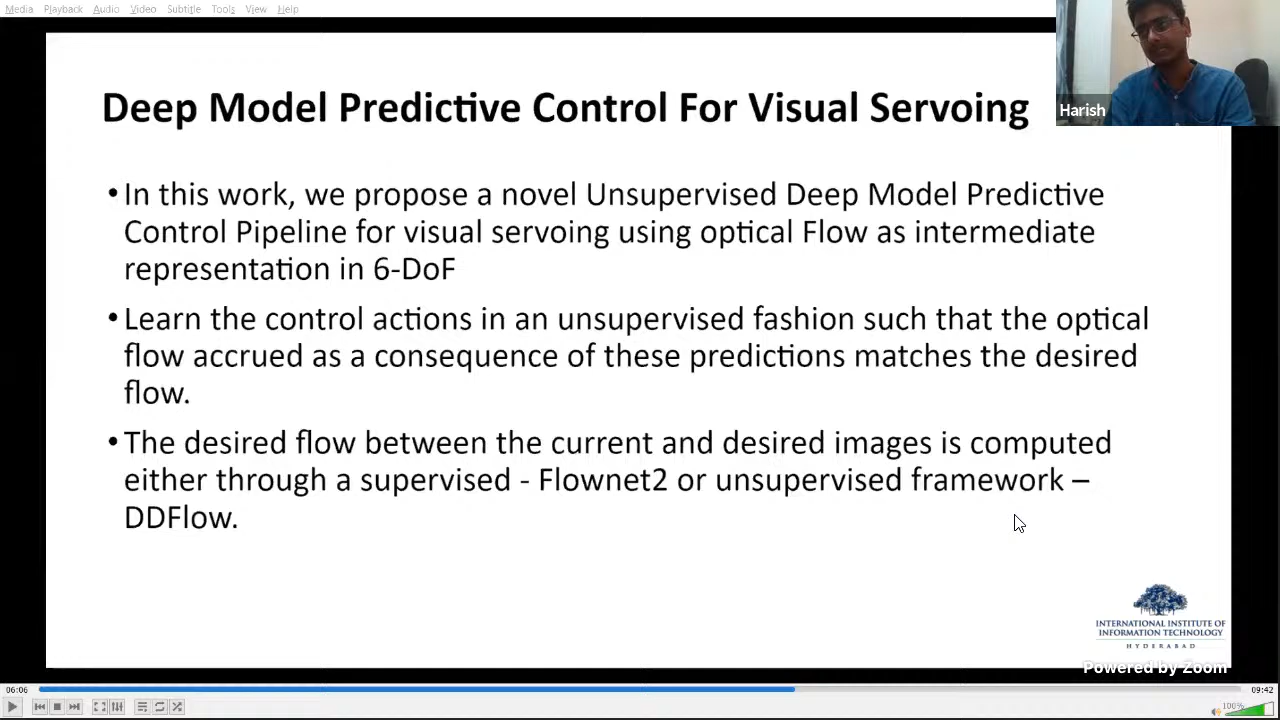 Media Playback Audio Video Subtitle Tools View Help
Deep Model Predictive Control For Visual Servoing
Harish
•In this work, we propose a novel Unsupervised Deep Model Predictive
Control Pipeline for visual servoing using optical Flow as intermediate
representation in 6-DoF
•Learn the control actions in an unsupervised fashion such that the optical
flow accrued as a consequence of these predictions matches the desired
flow.
•The desired flow between the current and desired images is computed
either through a supervised - Flownet2 or unsupervised framework –
DDFlow.
INTERNATIONAL INSTITUTE OF
INFORMATION TECHNOLOGY
HYDERABAD
Powered by Zoom
06:06 09:42
100%